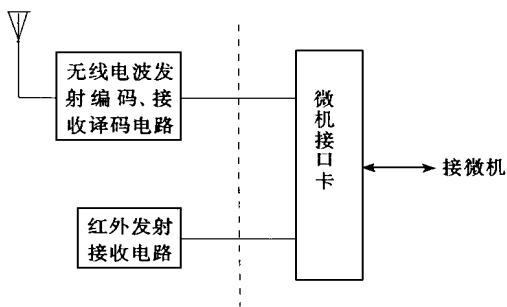 无线电波发
射编码、接
收译码电路
微机接口卡
接微机
红外发射
接收电路